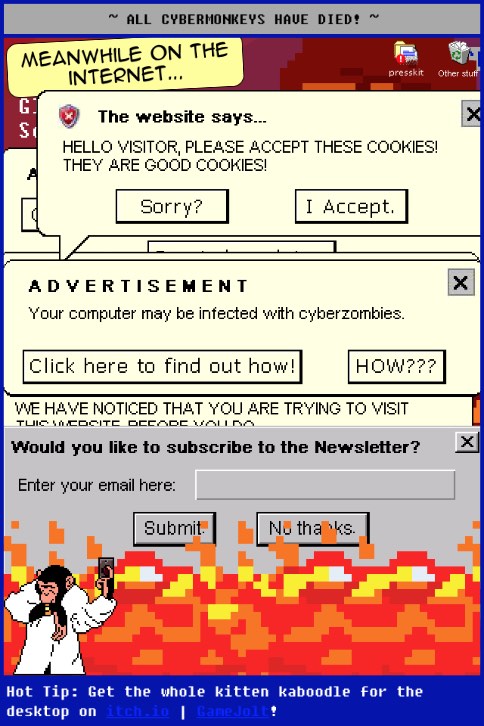 ~ ALL CYBERMONKEYS HAVE DIED! ~
MEANWHILE ON THE
INTERNET...
presskit
Other stuff
The website says...
HELLO VISITOR, PLEASE ACCEPT THESE COOKIES!
THEY ARE GOOD COOKIES!
Sorry?
I Accept.
ADVERTISEMENT
Your computer may be infected with cyberzombies.
Click here to find out how!
HOW???
WE HAVE NOTICED THAT YOU ARE TRYING TO VISIT
THIS WEBSITE. BEFORE YOU DO
Would you like to subscribe to the Newsletter?
Enter your email here:
Submit.
No thanks.
Hot Tip: Get the whole kitten kaboodle for the
desktop on itch.io | GameJolt!